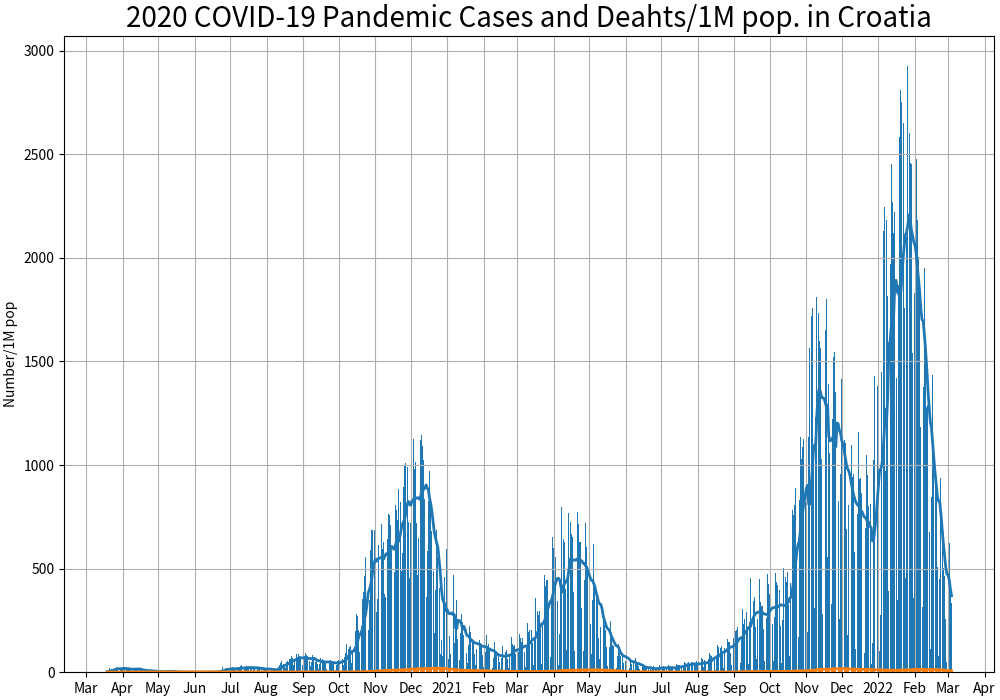 2020 COVID-19 Pandemic Cases and Deahts/1M pop. in Croatia
3000
2500
2000
1500
1000
500
0
Number/1M pop
Mar Apr May Jun Jul Aug Sep Oct Nov Dec 2021 Feb Mar Apr May Jun Jul Aug Sep Oct Nov Dec 2022 Feb Mar Apr